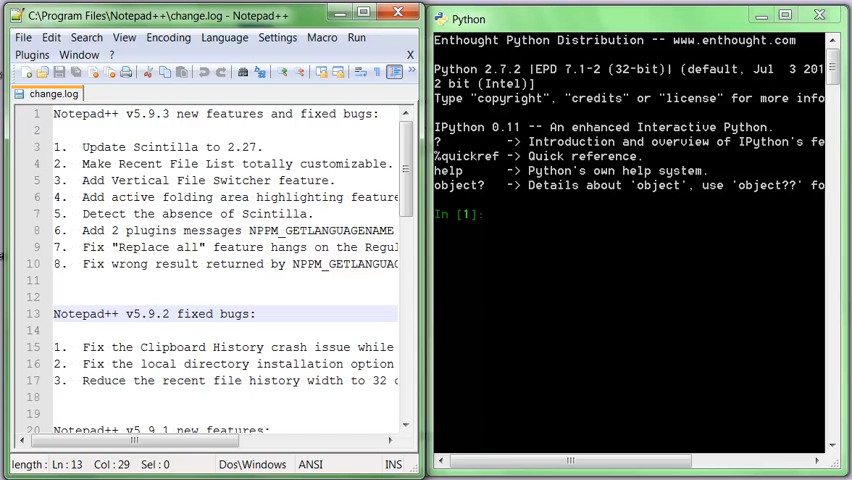 C:\Program Files\Notepad++\change.log - Notepad++
File Edit Search View Encoding Language Settings Macro Run
Plugins Window ? X
change.log
1 Notepad++ v5.9.3 new features and fixed bugs:
2
3 1. Update Scintilla to 2.27.
4 2. Make Recent File List totally customizable.
5 3. Add Vertical File Switcher feature.
6 4. Add active folding area highlighting feature
7 5. Detect the absence of Scintilla.
8 6. Add 2 plugins messages NPPM_GETLANGUAGENAME
9 7. Fix "Replace all" feature hangs on the Regul
10 8. Fix wrong result returned by NPPM_GETLANGUAG
11
12
13 Notepad++ v5.9.2 fixed bugs:
14
15 1. Fix the Clipboard History crash issue while
16 2. Fix the local directory installation option
17 3. Reduce the recent file history width to 32
18
19
20 Notepad++ v5.9.1 new features:
length: Ln : 13 Col : 29 Sel : 0 Dos\Windows ANSI INS
Python
Enthought Python Distribution -- www.enthought.com
Python 2.7.2 |EPD 7.1-2 (32-bit)| (default, Jul 3 201
2 bit (Intel)]
Type "copyright", "credits" or "license" for more info
IPython 0.11 -- An enhanced Interactive Python.
? -> Introduction and overview of IPython's fe
%quickref -> Quick reference.
help -> Python's own help system.
object? -> Details about 'object', use 'object??' fo
In [1]: